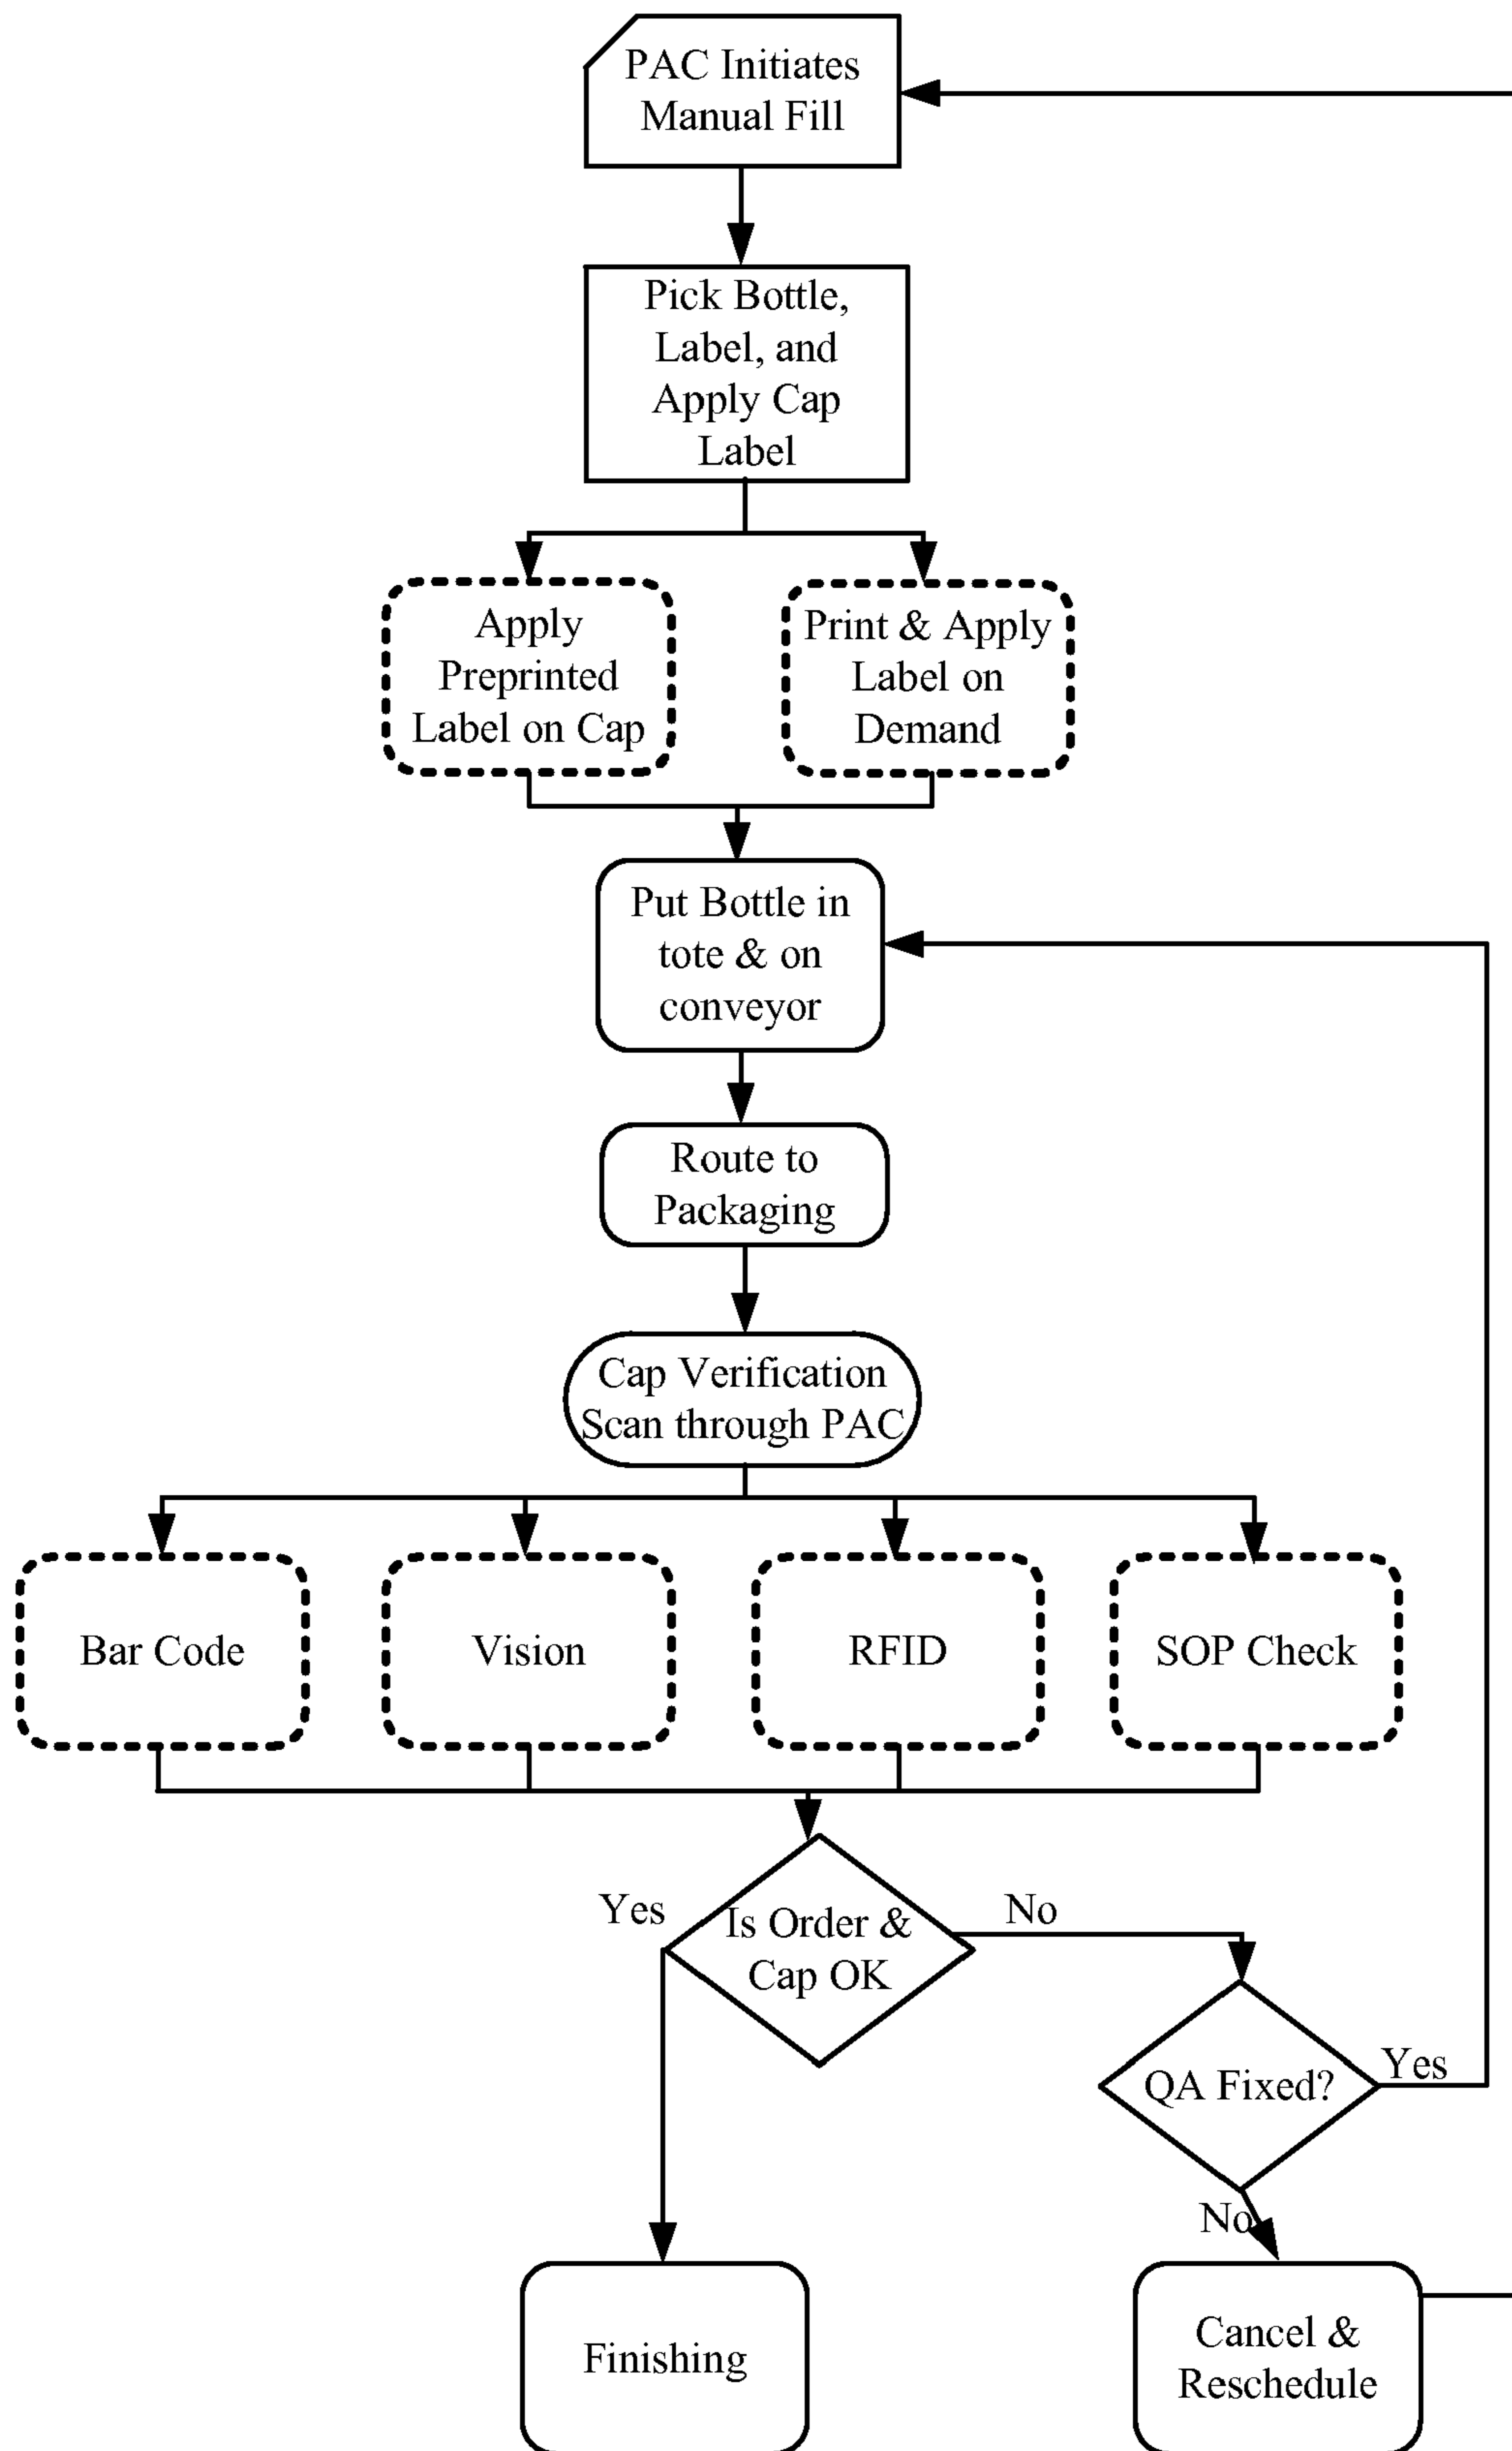 PAC Initiates
Manual Fill
Pick Bottle,
Label, and
Apply Cap
Label
Apply
Preprinted
Label on Cap
Print & Apply
Label on
Demand
Put Bottle in
tote & on
conveyor
Route to
Packaging
Cap Verification
Scan through PAC
Bar Code
Vision
RFID
SOP Check
Yes
Is Order &
Cap OK
No
QA Fixed?
Yes
No
Finishing
Cancel &
Reschedule